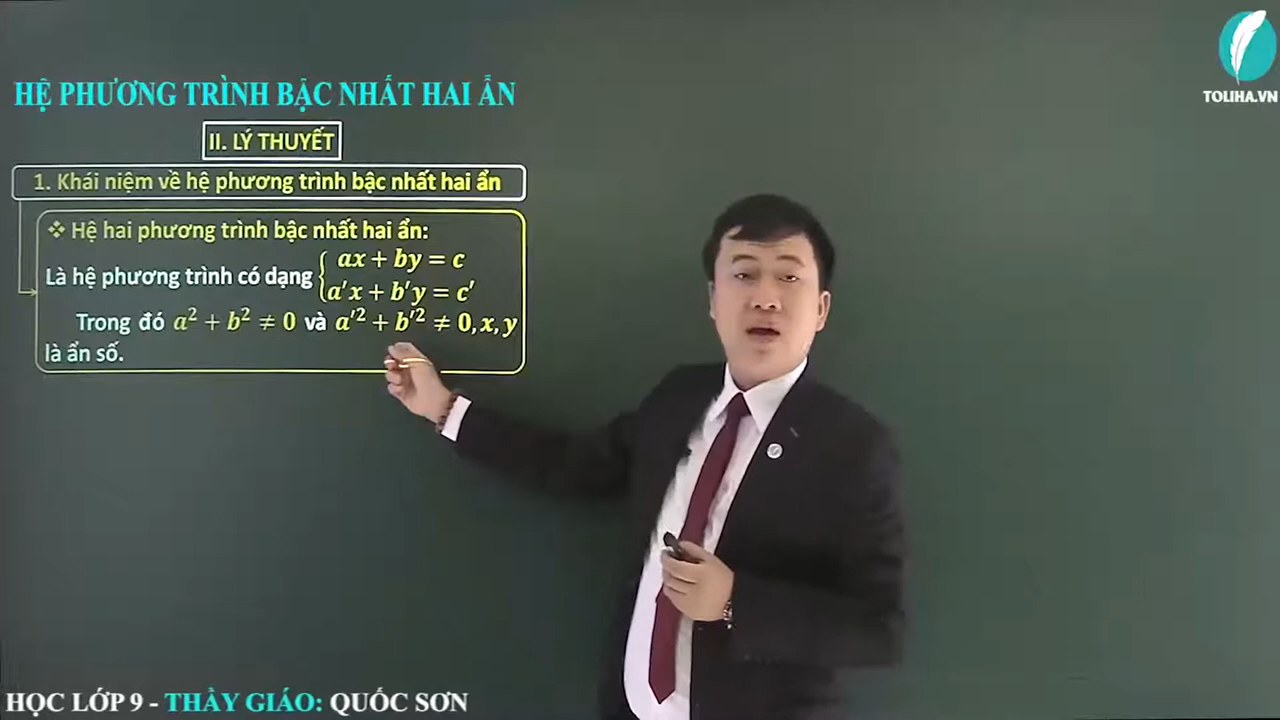 TOLIHA.VN
HỆ PHƯƠNG TRÌNH BẬC NHẤT HAI ẨN
II. LÝ THUYẾT
1. Khái niệm về hệ phương trình bậc nhất hai ẩn
❖ Hệ hai phương trình bậc nhất hai ẩn:
Là hệ phương trình có dạng { ax + by = c
a′x + b′y = c′
Trong đó a² + b² ≠ 0 và a′² + b′² ≠ 0, x, y
là ẩn số.
HỌC LỚP 9 - THẦY GIÁO: QUỐC SƠN